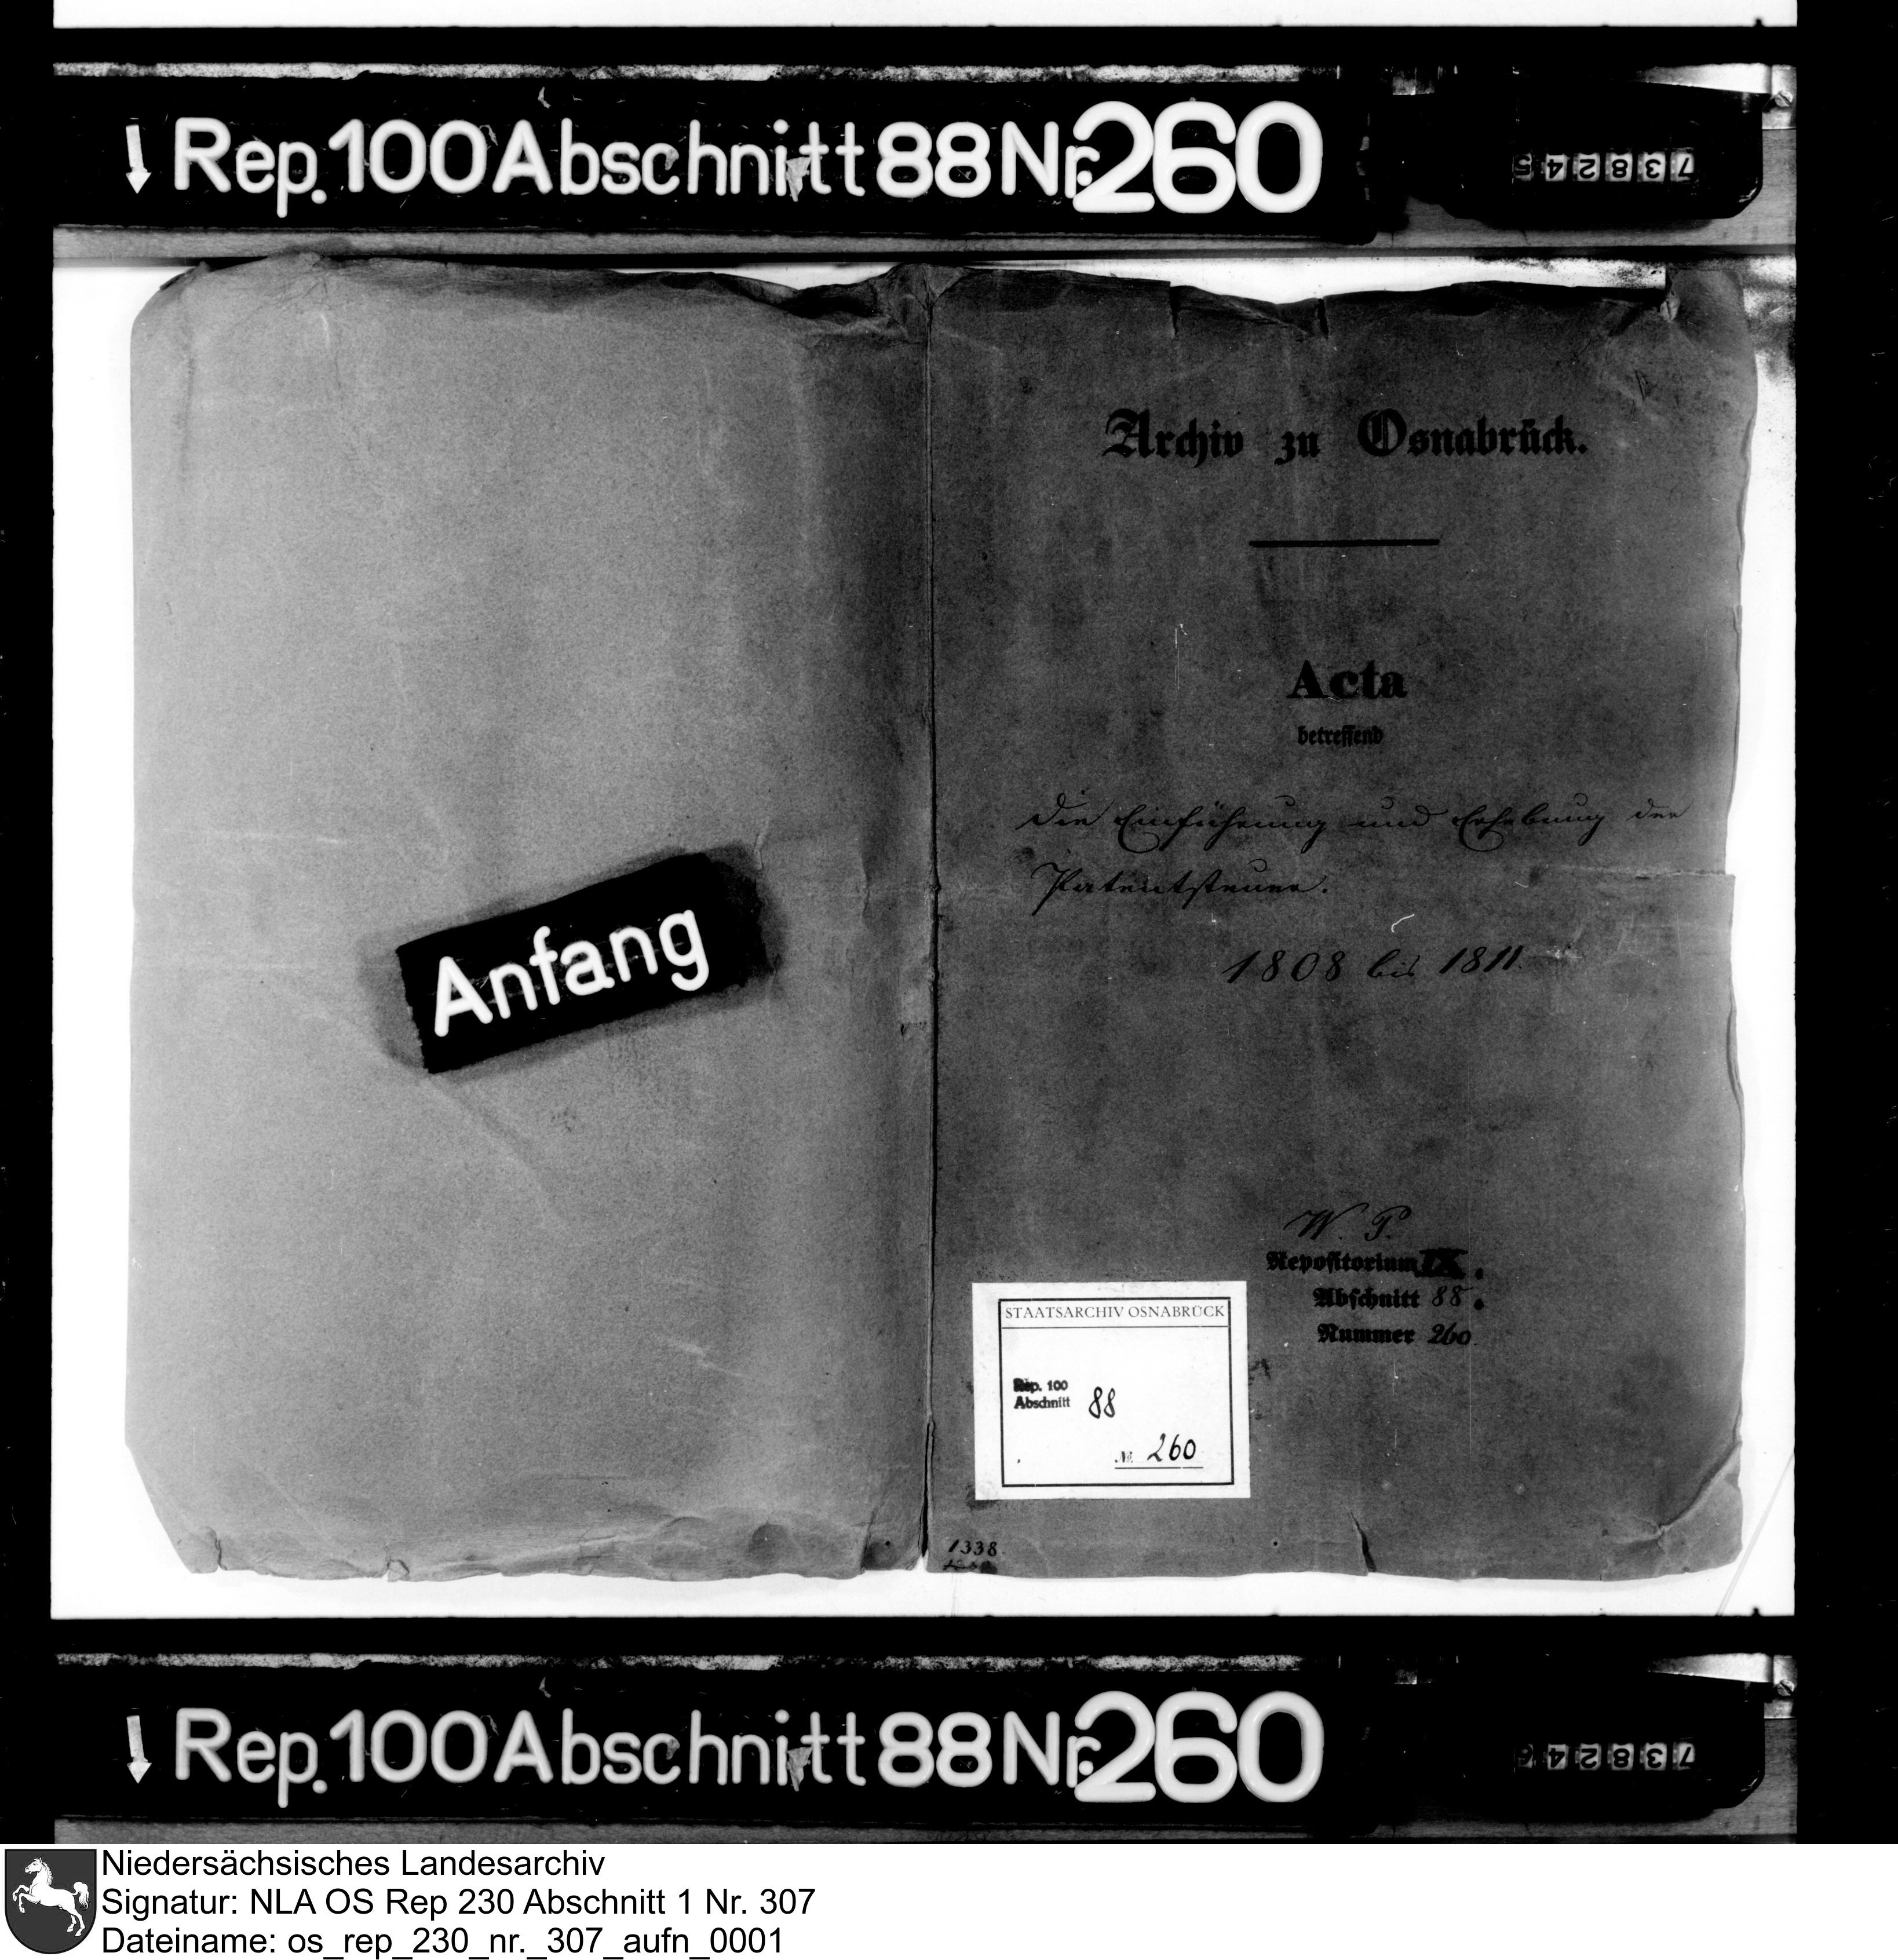 Rep. 100 Abschnitt 88 Nr. 260
738245
Archiv zu Osnabrück.
Acta
betreffend
die Einführung und Erhebung der
Patentsteuer.
1808 bis 1811.
Anfang
W. P.
Repositorium IX.
Abschnitt 88.
Nummer 260.
STAATSARCHIV OSNABRÜCK
Rep. 100
Abschnitt 88
No. 260
1338
Rep. 100 Abschnitt 88 Nr. 260
Niedersächsisches Landesarchiv
Signatur: NLA OS Rep 230 Abschnitt 1 Nr. 307
Dateiname: os_rep_230_nr._307_aufn_0001